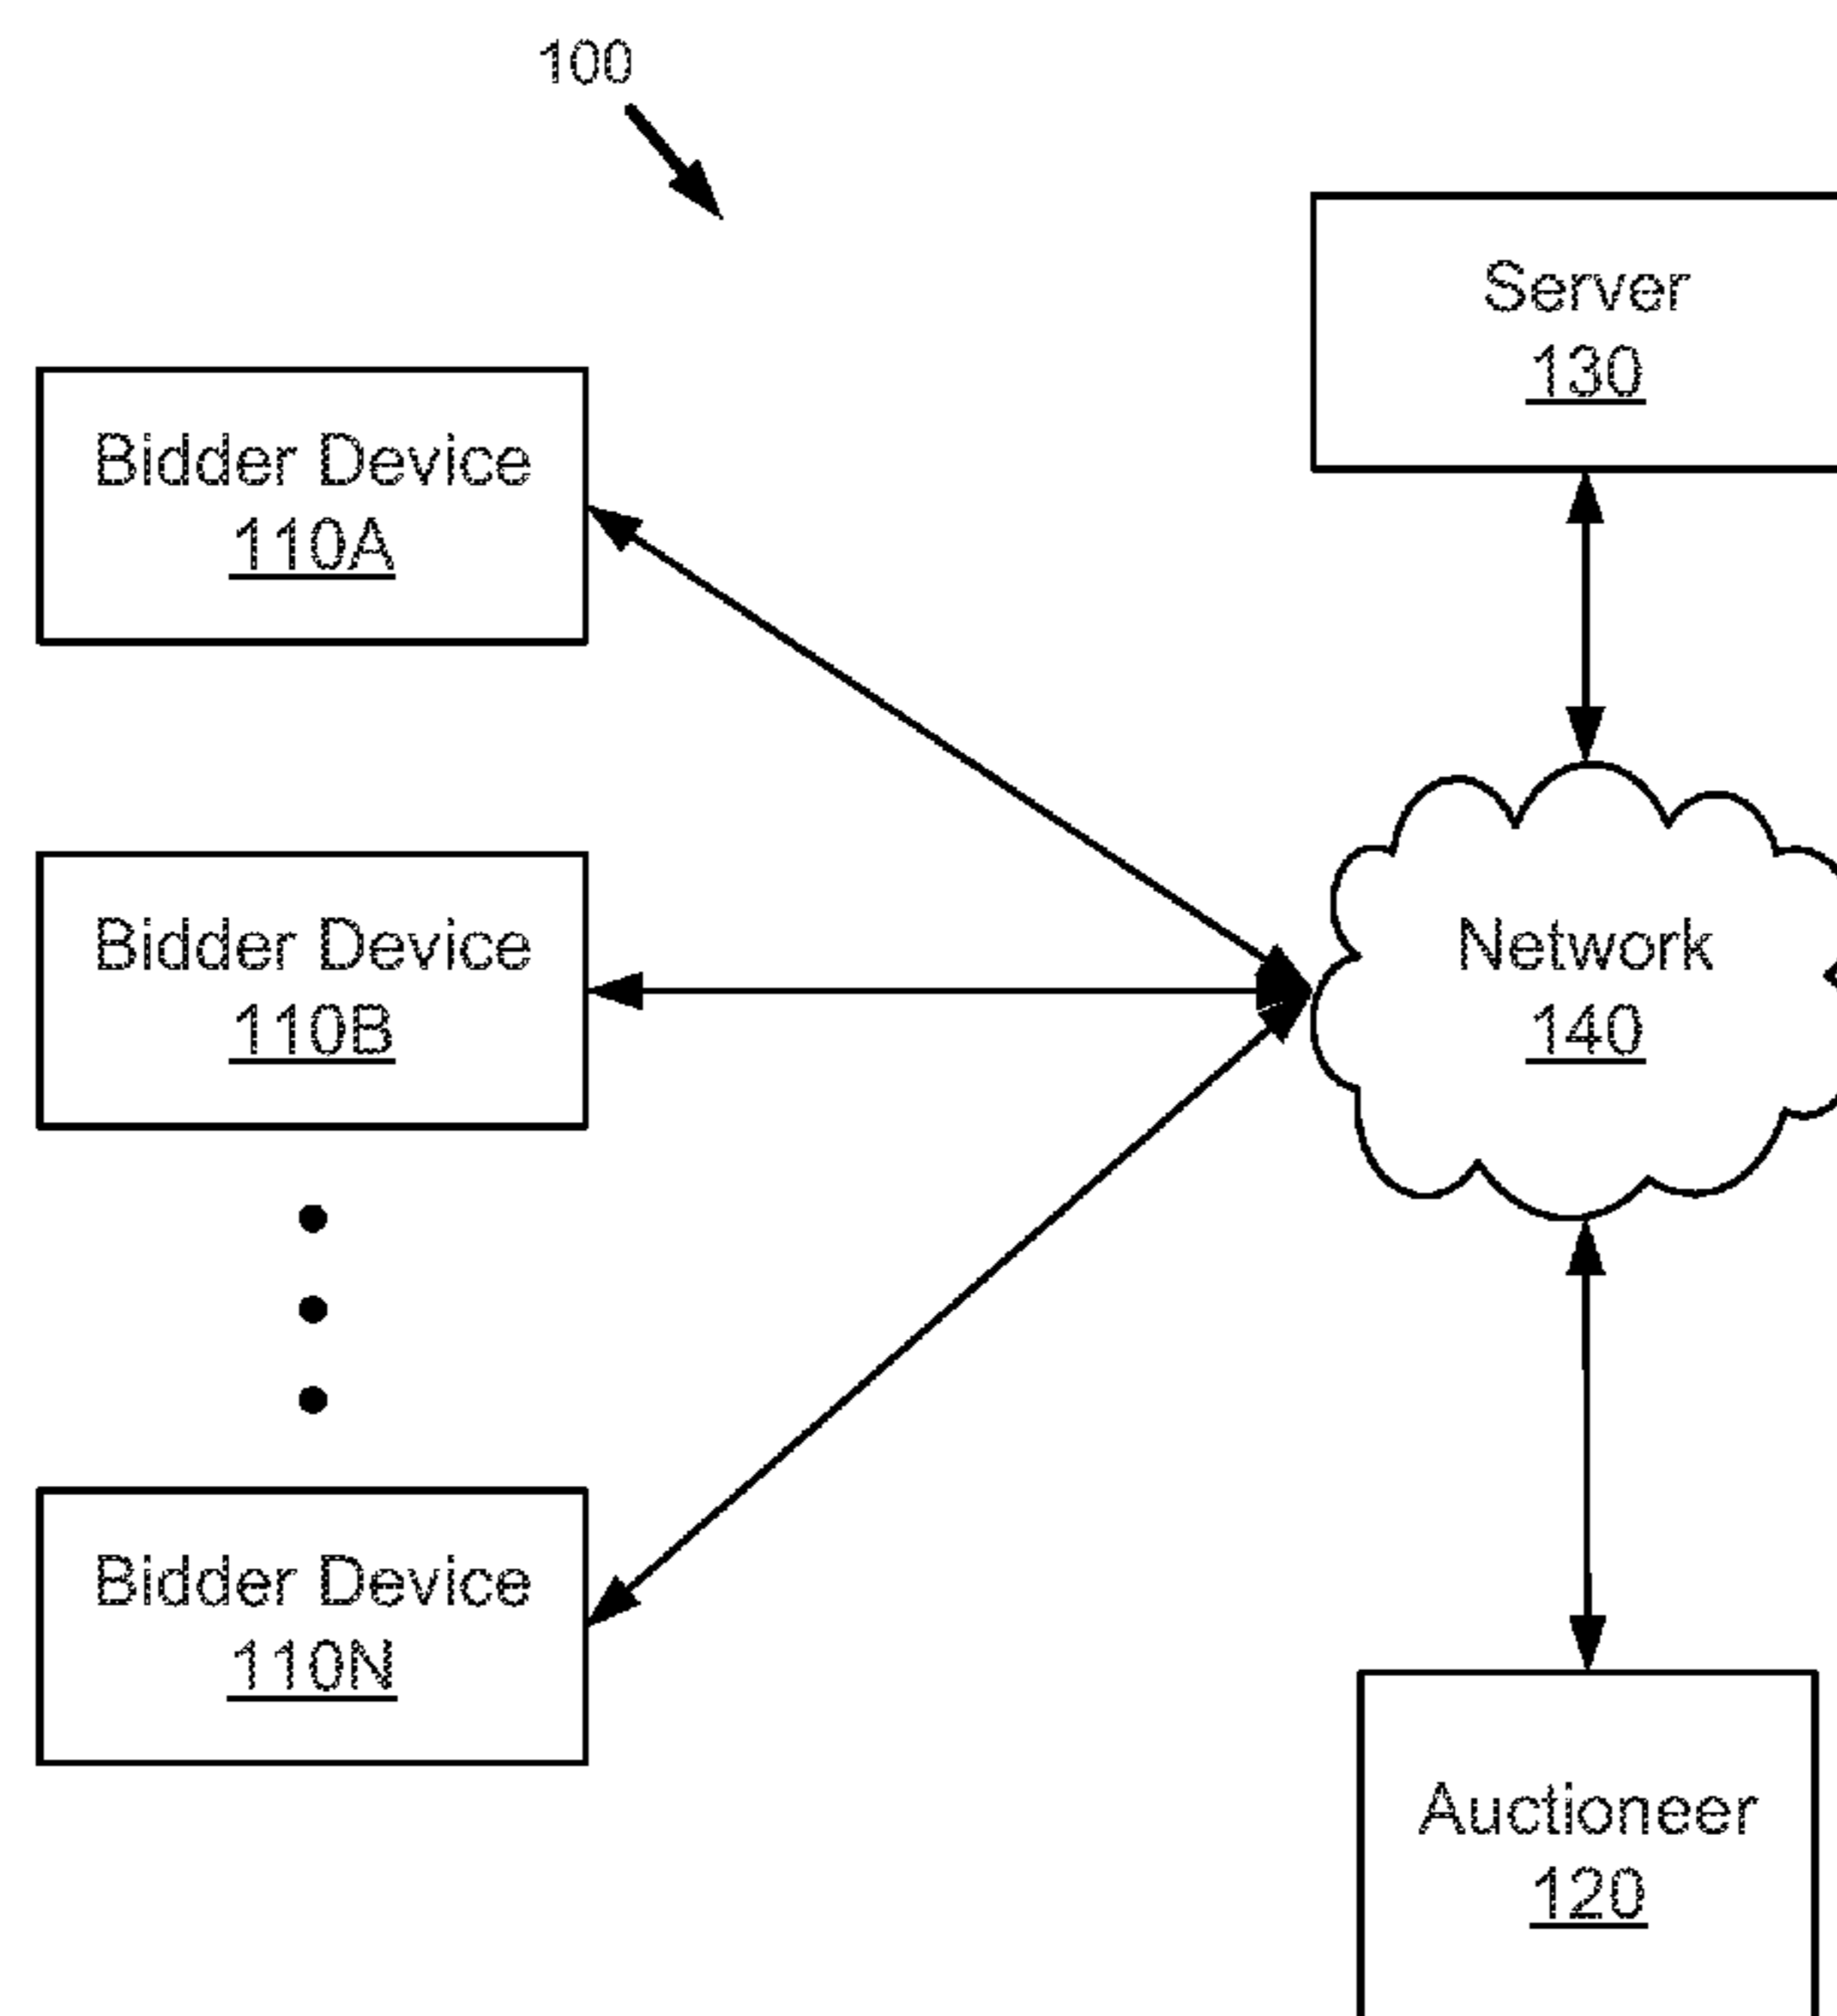 100
Server
130
Bidder Device
110A
Bidder Device
110B
Network
140
Bidder Device
110N
Auctioneer
120